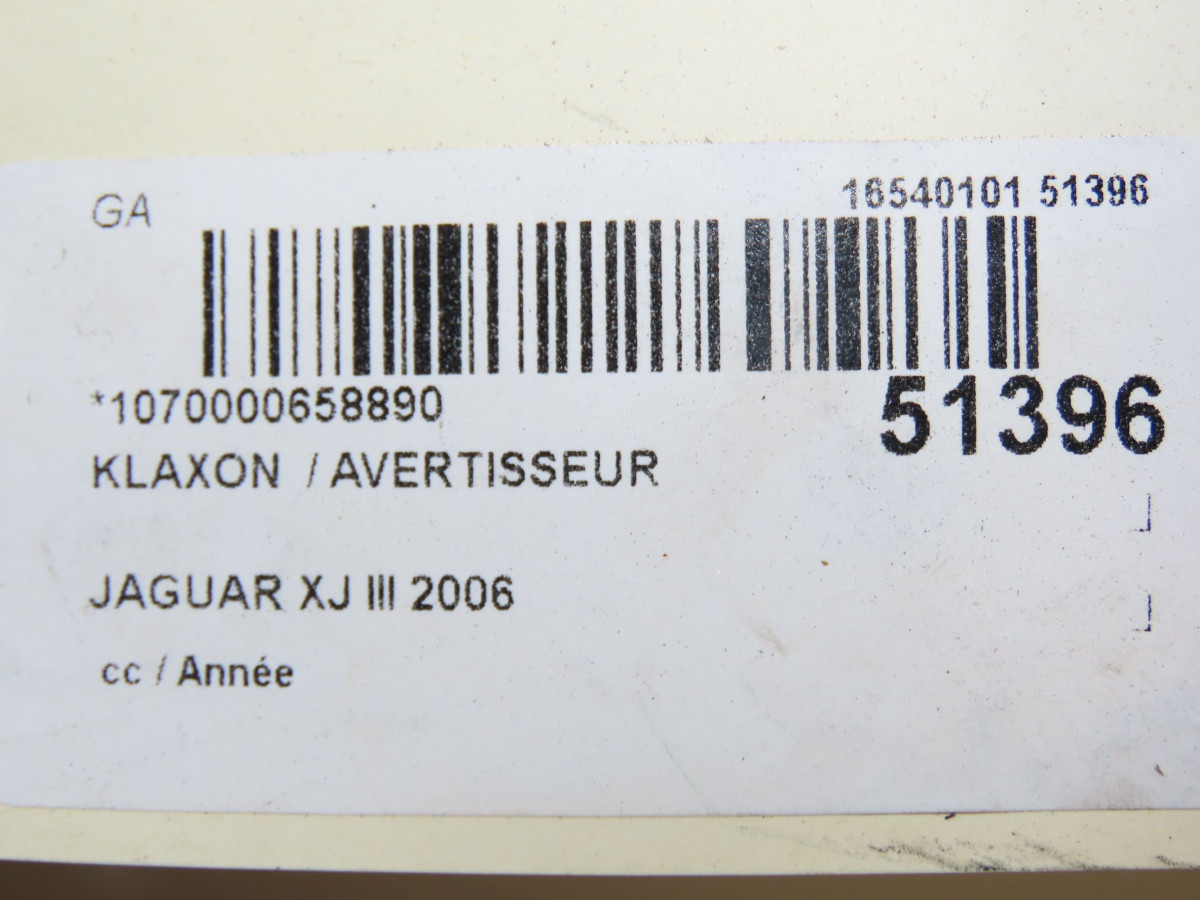 GA
16540101 51396
*1070000658890
51396
KLAXON / AVERTISSEUR
JAGUAR XJ III 2006
cc / Année